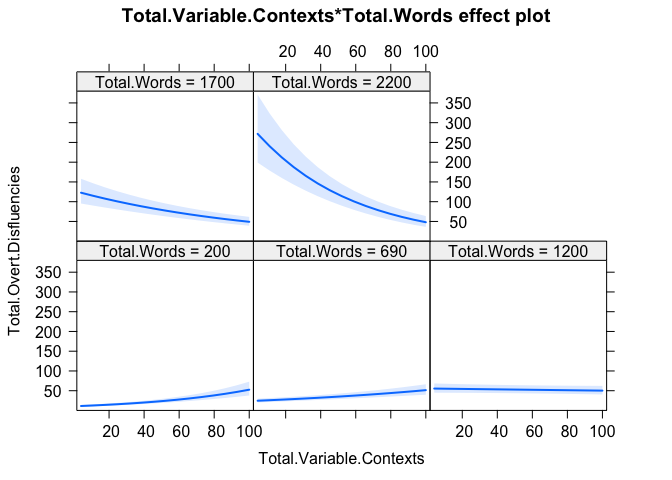 Total.Variable.Contexts*Total.Words effect plot
20 40 60 80 100
Total.Words = 1700 Total.Words = 2200
350
300
250
200
150
100
50
Total.Overt.Disfluencies
Total.Words = 200 Total.Words = 690 Total.Words = 1200
350
300
250
200
150
100
50
20 40 60 80 100 20 40 60 80 100
Total.Variable.Contexts